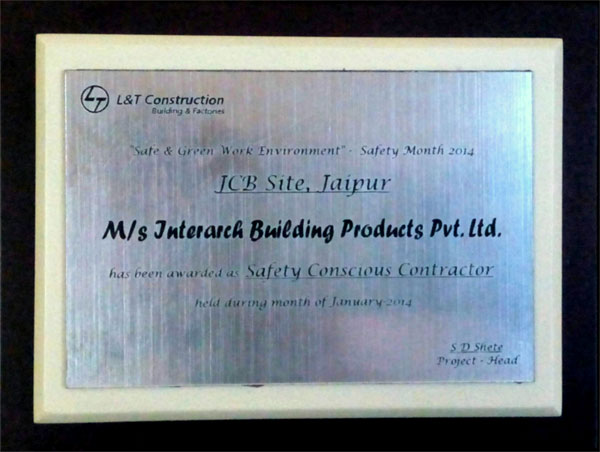 LT L&T Construction
Building & Factories
"Safe & Green Work Environment" - Safety Month 2014
JCB Site, Jaipur
M/s Interarch Building Products Pvt. Ltd.
has been awarded as Safety Conscious Contractor
held during month of January-2014
S D Shete
Project - Head